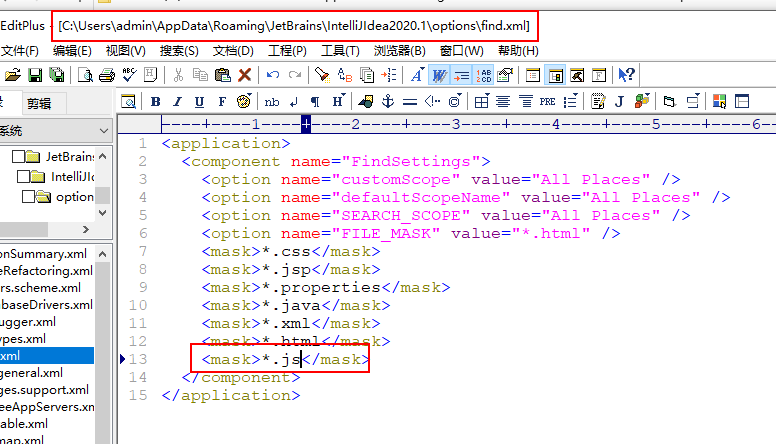 EditPlus - [C:\Users\admin\AppData\Roaming\JetBrains\IntelliJIdea2020.1\options\find.xml]
文件(F) 编辑(E) 视图(V) 搜索(S) 文档(D) 工程(P) 工具(T) 浏览器(B) 窗口(W) 帮助(H)
剪辑
B I U F nb H A PRE J
系统
----+----1----+----2----+----3----+----4----+----5----+----6----+
JetBrains
IntelliJI
option
1 <application>
2 <component name="FindSettings">
3 <option name="customScope" value="All Places" />
4 <option name="defaultScopeName" value="All Places" />
5 <option name="SEARCH_SCOPE" value="All Places" />
6 <option name="FILE_MASK" value="*.html" />
7 <mask>*.css</mask>
8 <mask>*.jsp</mask>
9 <mask>*.properties</mask>
10 <mask>*.java</mask>
11 <mask>*.xml</mask>
12 <mask>*.html</mask>
13 <mask>*.js</mask>
14 </component>
15 </application>
onSummary.xml
eRefactoring.xml
rs.scheme.xml
abaseDrivers.xml
ugger.xml
ypes.xml
.xml
general.xml
ges.support.xml
eeAppServers.xml
able.xml
map.xml